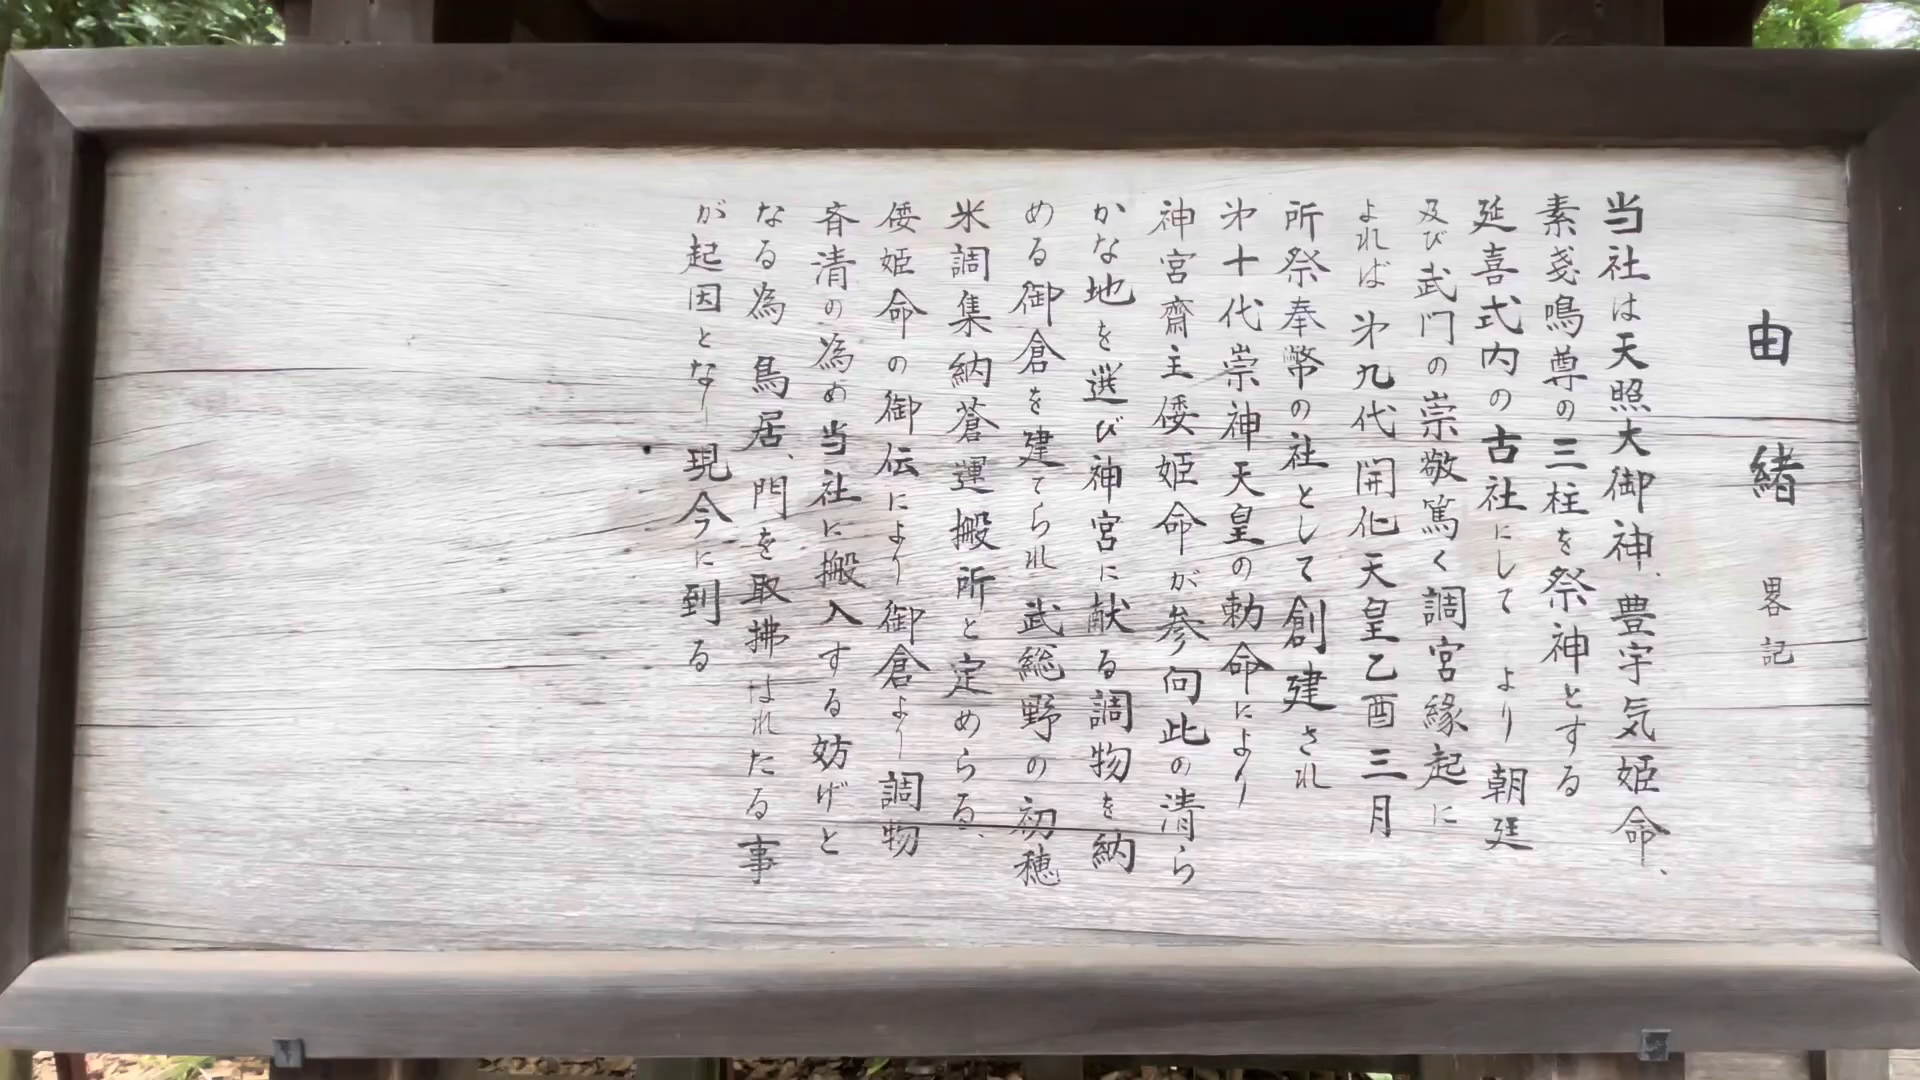 由緒 畧記
当社は天照大御神、豊宇気姫命、
素戔鳴尊の三柱を祭神とする
延喜式内の古社にして より 朝廷
及び武門の崇敬篤く調宮縁起に
よれば 㐧九代 開化天皇乙酉三月
所祭奉幣の社として創建され
㐧十代崇神天皇の勅命により
神宮齋主倭姫命が参向此の清ら
かな地を選び神宮に献る調物を納
める御倉を建てられ 武総野の初穂
米調集納蒼運搬所と定めらる、
倭姫命の御伝により 御倉より調物
斉清の為め当社に搬入する妨げと
なる為 鳥居、門を取拂はれたる事
が起因となり現今に到る